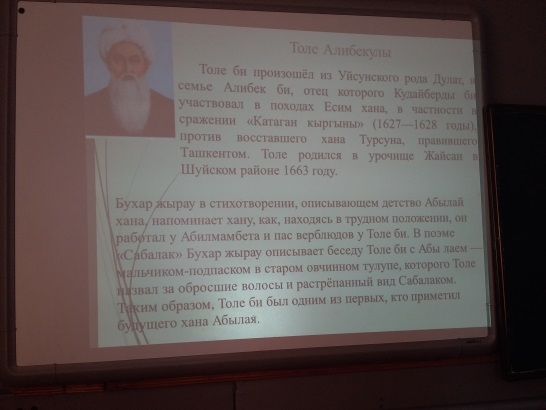 Толе Алибекулы
Толе би произошёл из Уйсунского рода Дулат, в
семье Алибек би, отец которого Кудайберды би
участвовал в походах Есим хана, в частности в
сражении «Катаган кыргыны» (1627—1628 годы),
против восставшего хана Турсуна, правившего
Ташкентом. Толе родился в урочище Жайсан в
Шуйском районе 1663 году.
Бухар жырау в стихотворении, описывающем детство Абылай
хана, напоминает хану, как, находясь в трудном положении, он
работал у Абилмамбета и пас верблюдов у Толе би. В поэме
«Сабалак» Бухар жырау описывает беседу Толе би с Абы лаем —
мальчиком-подпаском в старом овчинном тулупе, которого Толе
назвал за обросшие волосы и растрёпанный вид Сабалаком.
Таким образом, Толе би был одним из первых, кто приметил
будущего хана Абылая.